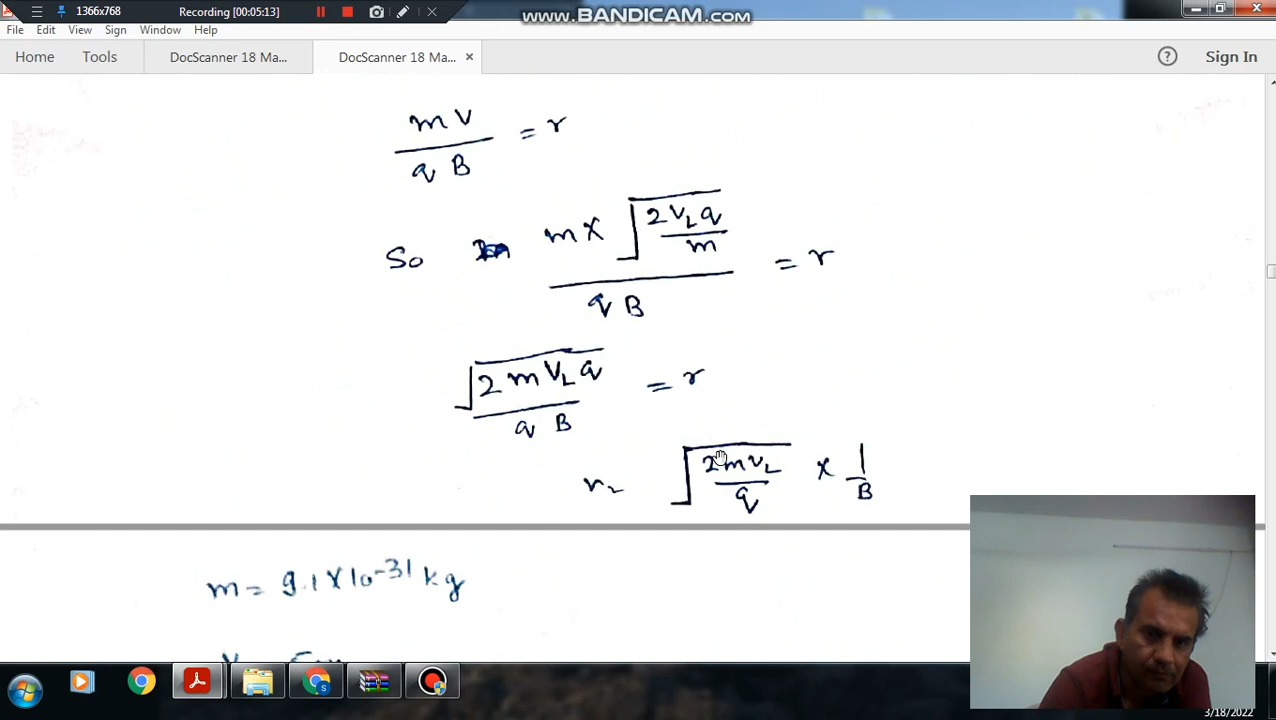 1366x768 Recording [00:05:13] www.BANDICAM.com
File Edit View Sign Window Help
Home Tools DocScanner 18 Ma... DocScanner 18 Ma... × ? Sign In
mV
qB = r
So m × √(2V_L q / m)
qB = r
√2mV_L q
qB = r
r = √(2mV_L / q) × 1/B
m = 9.1×10⁻³¹ kg
3/18/2022